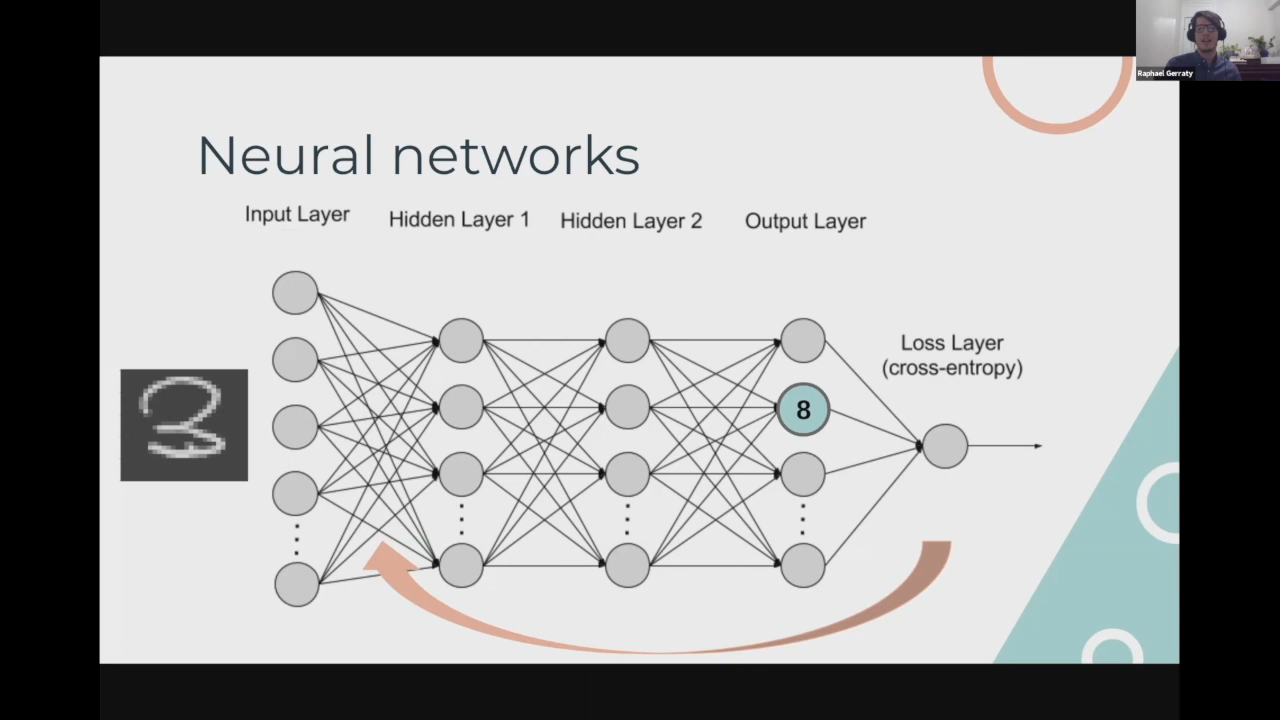 Raphael Gerraty
Neural networks
Input Layer
Hidden Layer 1
Hidden Layer 2
Output Layer
Loss Layer
(cross-entropy)
3
8